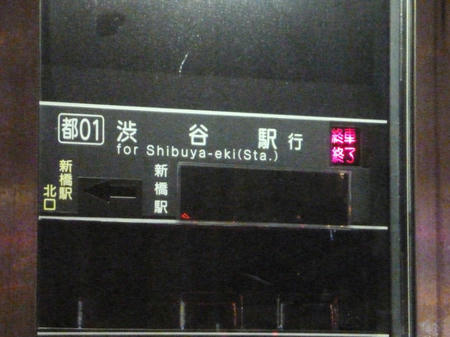 都01 渋谷駅行 終車
for Shibuya-eki(Sta.) 終了
新橋駅 北口 ← 新橋駅